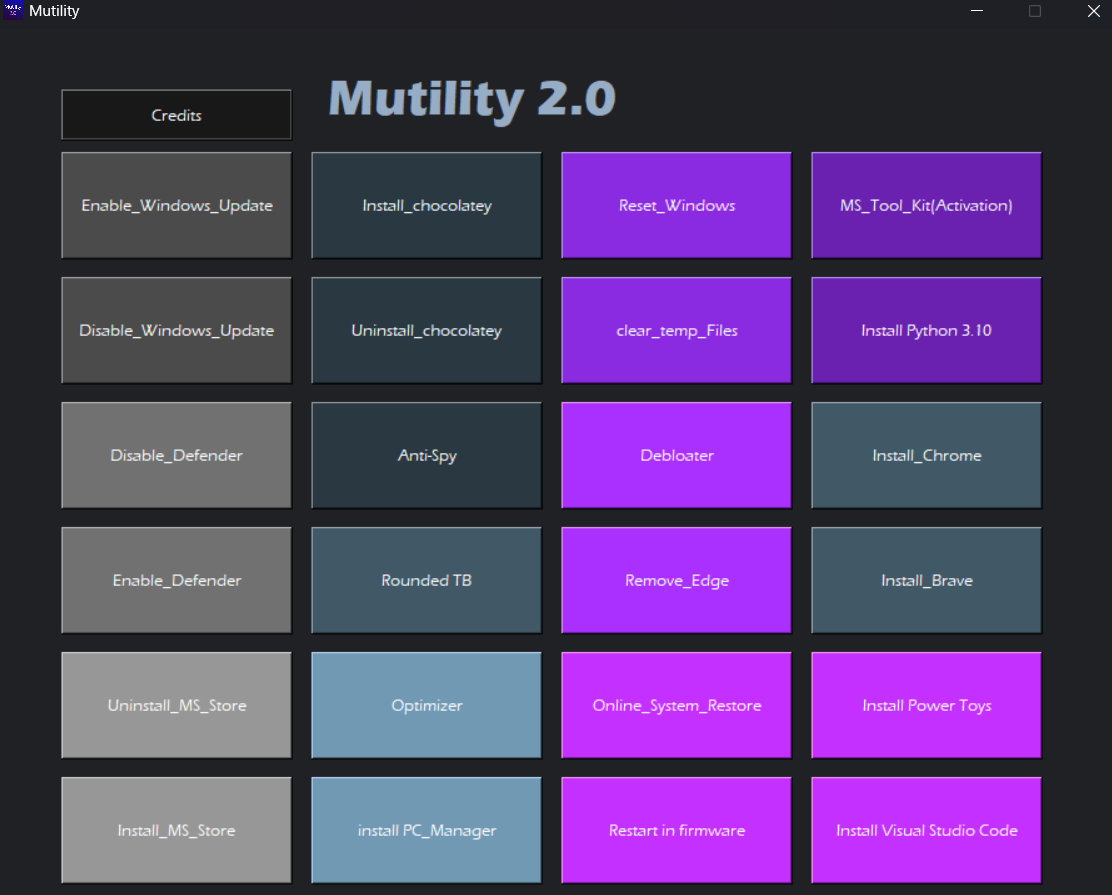 Mutility
Mutility 2.0
Credits
Enable_Windows_Update
Install_chocolatey
Reset_Windows
MS_Tool_Kit(Activation)
Disable_Windows_Update
Uninstall_chocolatey
clear_temp_Files
Install Python 3.10
Disable_Defender
Anti-Spy
Debloater
Install_Chrome
Enable_Defender
Rounded TB
Remove_Edge
Install_Brave
Uninstall_MS_Store
Optimizer
Online_System_Restore
Install Power Toys
Install_MS_Store
install PC_Manager
Restart in firmware
Install Visual Studio Code